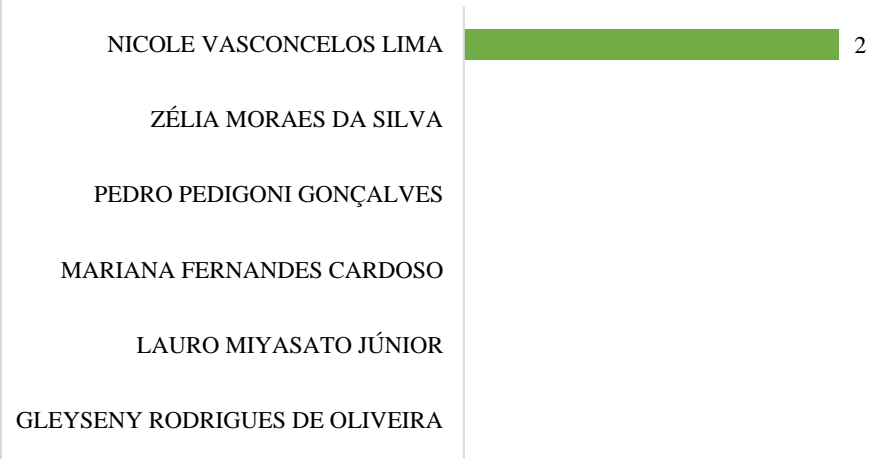 NICOLE VASCONCELOS LIMA 2
ZÉLIA MORAES DA SILVA
PEDRO PEDIGONI GONÇALVES
MARIANA FERNANDES CARDOSO
LAURO MIYASATO JÚNIOR
GLEYSENY RODRIGUES DE OLIVEIRA